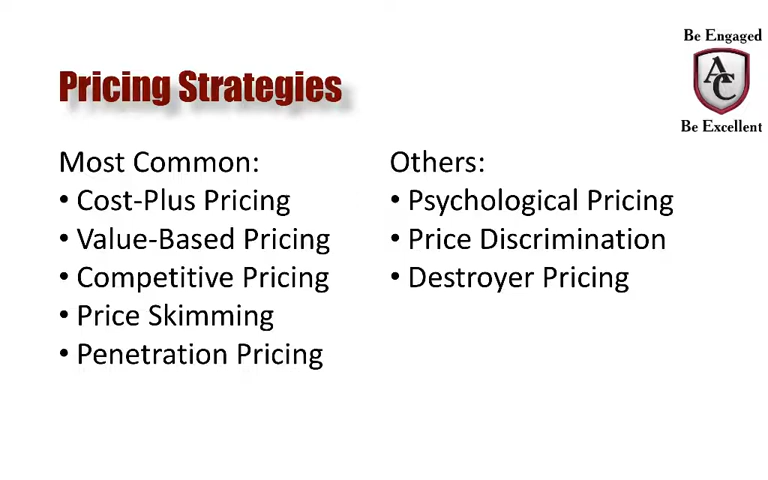 Be Engaged
AC
Be Excellent
Pricing Strategies
Most Common:
• Cost-Plus Pricing
• Value-Based Pricing
• Competitive Pricing
• Price Skimming
• Penetration Pricing
Others:
• Psychological Pricing
• Price Discrimination
• Destroyer Pricing